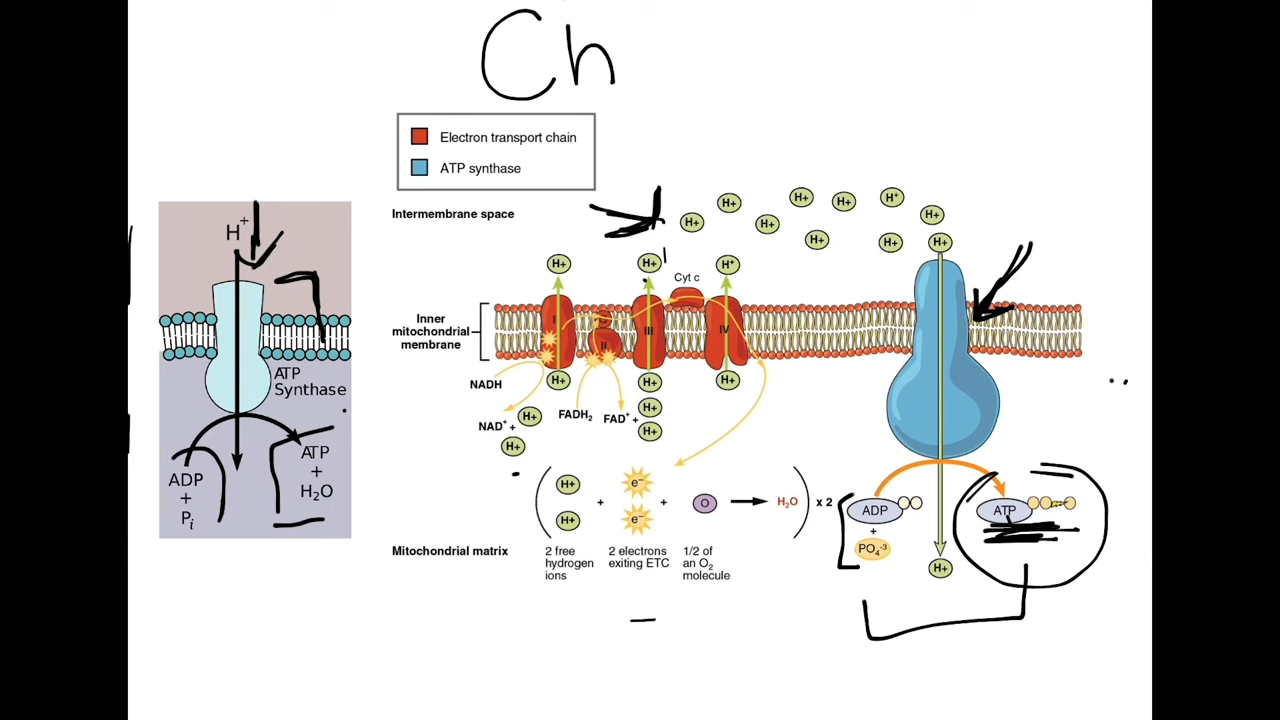 Ch
Electron transport chain
ATP synthase
Intermembrane space
H+ H+ H+ H+ H⁺ H+
H+ H+ H+ H+
H+ H+ H⁺
Cyt c
Inner
mitochondrial
membrane
I II III IV
H+ H+ H+
NADH
H+
NAD⁺ + H+
FADH₂ FAD⁺ + H+
H+
H+ e⁻
H+ e⁻
+ + O H₂O x 2
Mitochondrial matrix
2 free
hydrogen
ions
2 electrons
exiting ETC
1/2 of
an O₂
molecule
ADP
+
PO₄⁻³
ATP
H+
H⁺
ATP
Synthase
ADP
+
Pᵢ
ATP
+
H₂O